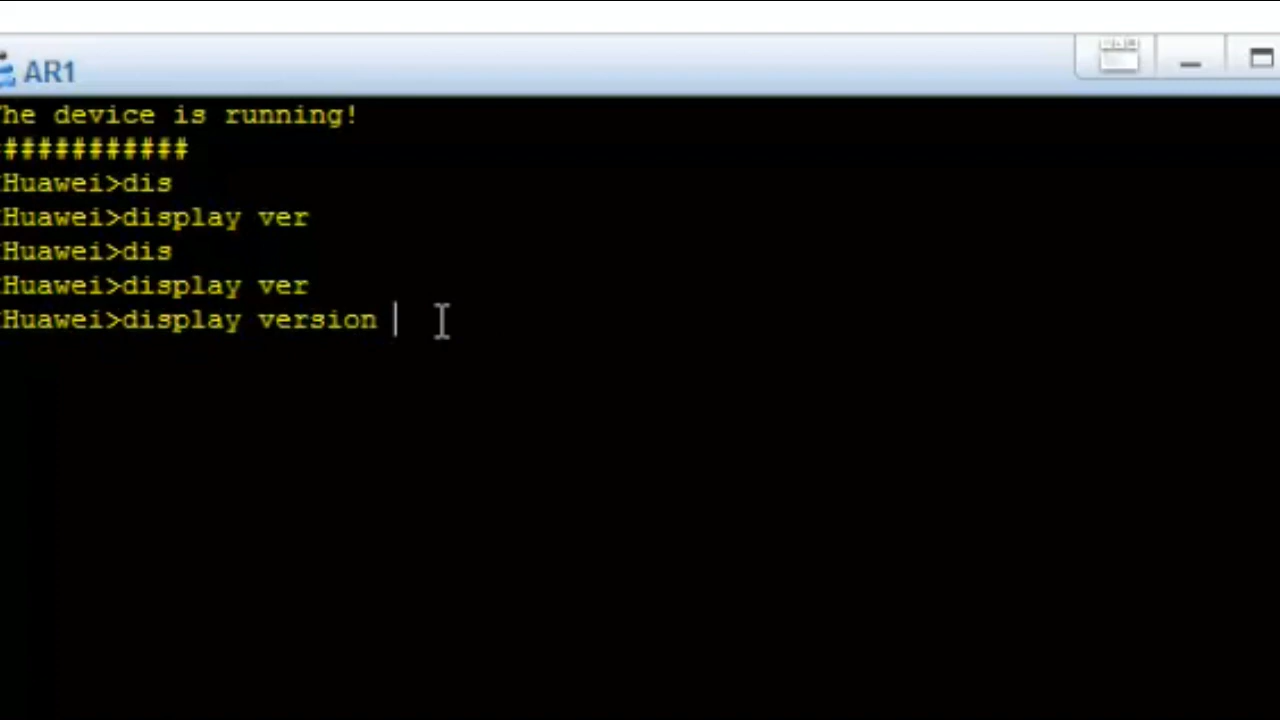 AR1
The device is running!
###########
<Huawei>dis
<Huawei>display ver
<Huawei>dis
<Huawei>display ver
<Huawei>display version